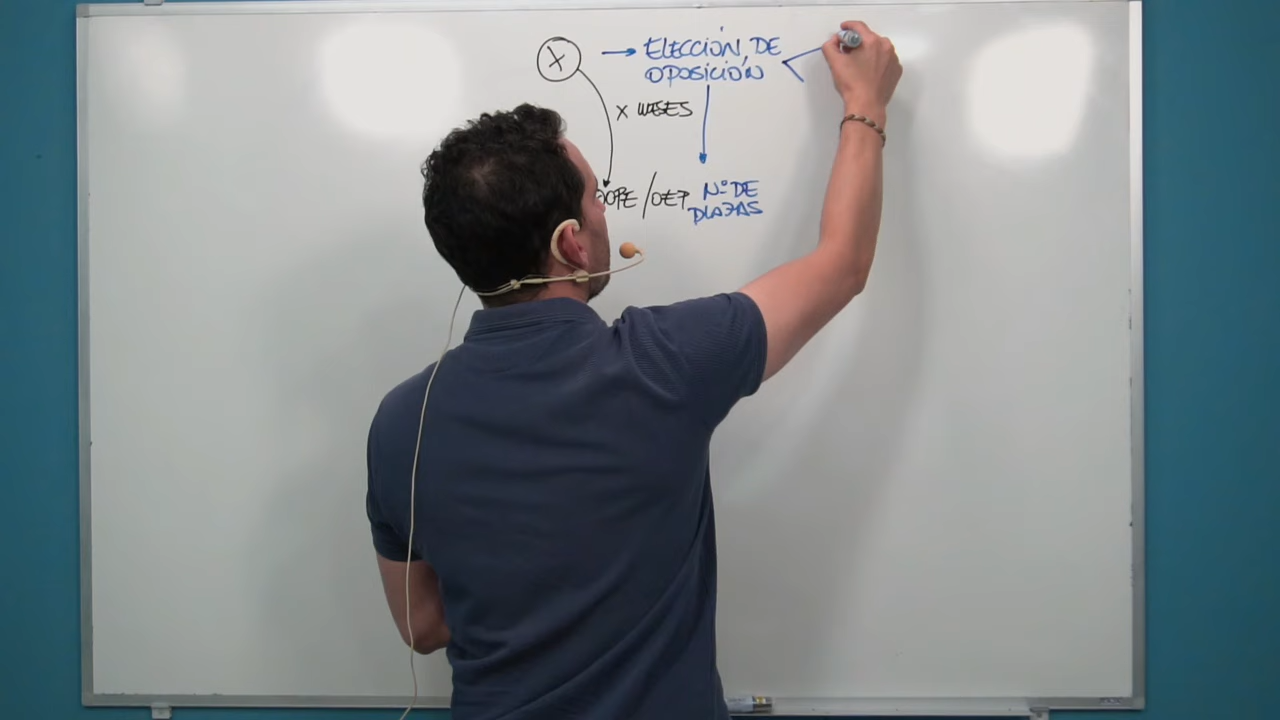 X → ELECCIÓN DE
OPOSICIÓN
X MESES
OPE / OEP Nº DE
PLAZAS